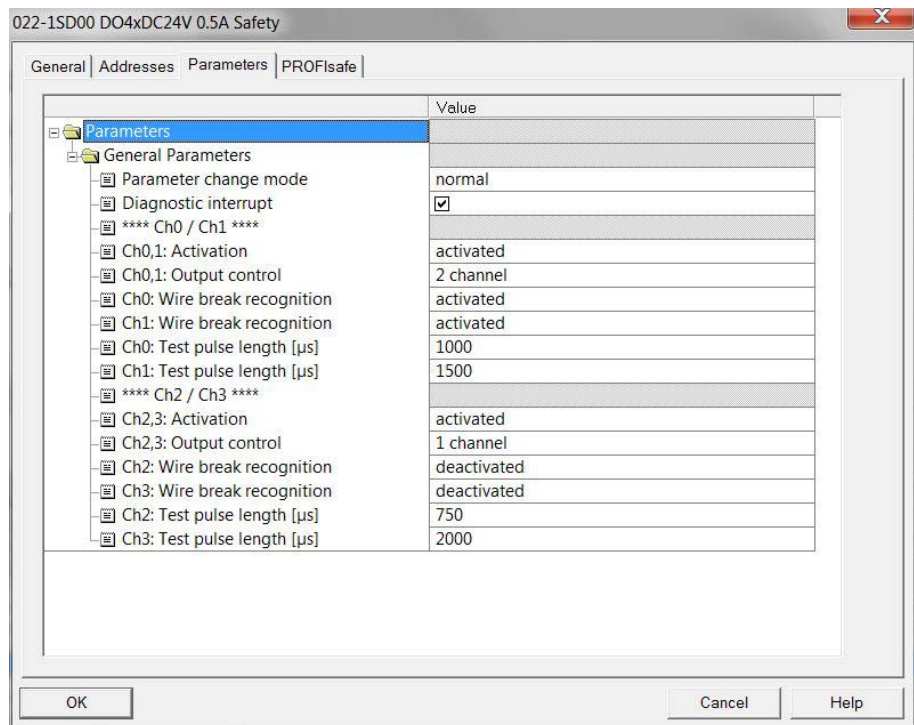 022-1SD00 DO4xDC24V 0.5A Safety
General Addresses Parameters PROFIsafe
Value
Parameters
General Parameters
Parameter change mode normal
Diagnostic interrupt
**** Ch0 / Ch1 ****
Ch0,1: Activation activated
Ch0,1: Output control 2 channel
Ch0: Wire break recognition activated
Ch1: Wire break recognition activated
Ch0: Test pulse length [µs] 1000
Ch1: Test pulse length [µs] 1500
**** Ch2 / Ch3 ****
Ch2,3: Activation activated
Ch2,3: Output control 1 channel
Ch2: Wire break recognition deactivated
Ch3: Wire break recognition deactivated
Ch2: Test pulse length [µs] 750
Ch3: Test pulse length [µs] 2000
OK Cancel Help